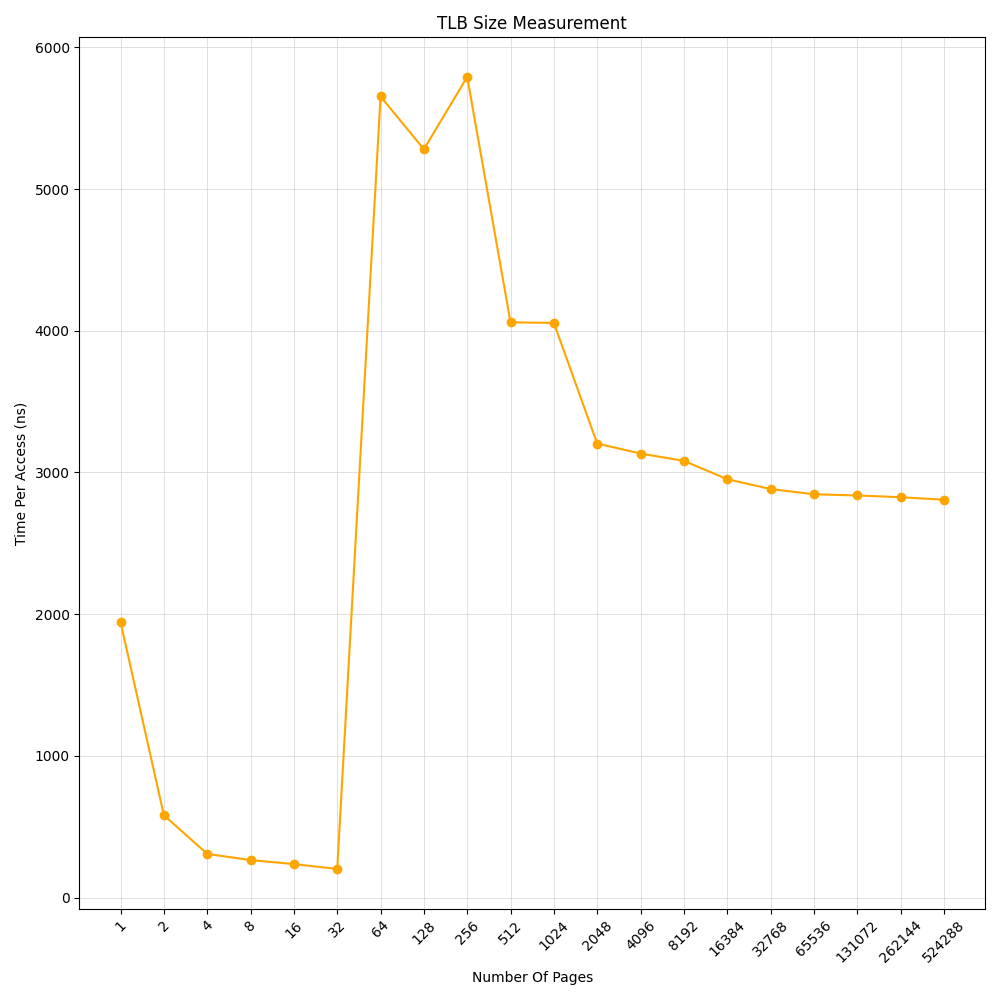 TLB Size Measurement
6000
5000
4000
3000
2000
1000
0
Time Per Access (ns)
1 2 4 8 16 32 64 128 256 512 1024 2048 4096 8192 16384 32768 65536 131072 262144 524288
Number Of Pages